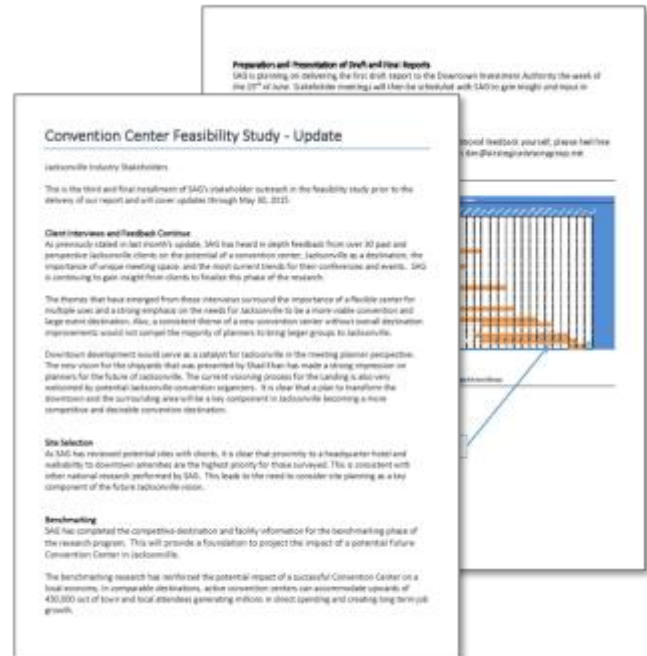 Preparation and Presentation of Draft and Final Reports
SAG is planning on delivering the first draft report to the Downtown Investment Authority the week of
the 15th of June. Stakeholder meetings will then be scheduled with SAG to gain insight and input in
feedback yourself, please feel free
Convention Center Feasibility Study - Update
Jacksonville Industry Stakeholders
This is the third and final installment of SAG's stakeholder outreach in the feasibility study prior to the
delivery of our report and will cover updates through May 30, 2015
Client Interviews and Feedback Continue
As previously stated in last month's update, SAG has heard in depth feedback from over 30 past and
perspective Jacksonville clients on the potential of a convention center, Jacksonville as a destination, the
importance of unique meeting space, and the most current trends for their conferences and events. SAG
is continuing to gain insight from clients to finalize this phase of the research.
The themes that have emerged from these interviews surround the importance of a flexible center for
multiple uses and a strong emphasis on the needs for Jacksonville to be a more viable convention and
large event destination. Also, a consistent theme of a new convention center without overall destination
improvements would not compel the majority of planners to bring larger groups to Jacksonville.
Downtown development would serve as a catalyst for Jacksonville in the meeting planner perspective.
The new vision for the shipyards that was presented by Shad Khan has made a strong impression on
planners for the future of Jacksonville. The current visioning process for the Landing is also very
welcomed by potential Jacksonville convention organizers. It is clear that a plan to transform the
downtown and the surrounding area will be a key component in Jacksonville becoming a more
competitive and desirable convention destination.
Site Selection
As SAG has reviewed potential sites with clients, it is clear that proximity to a headquarter hotel and
walkability to downtown amenities are the highest priority for those surveyed. This is consistent with
other national research performed by SAG. This leads to the need to consider site planning as a key
component of the future Jacksonville vision.
Benchmarking
SAG has completed the competitive destination and facility information for the benchmarking phase of
the research program. This will provide a foundation to project the impact of a potential future
Convention Center in Jacksonville.
The benchmarking research has reinforced the potential impact of a successful Convention Center on a
local economy. In comparable destinations, active convention centers can accommodate upwards of
450,000 out of town and local attendees generating millions in direct spending and creating long term job
growth.